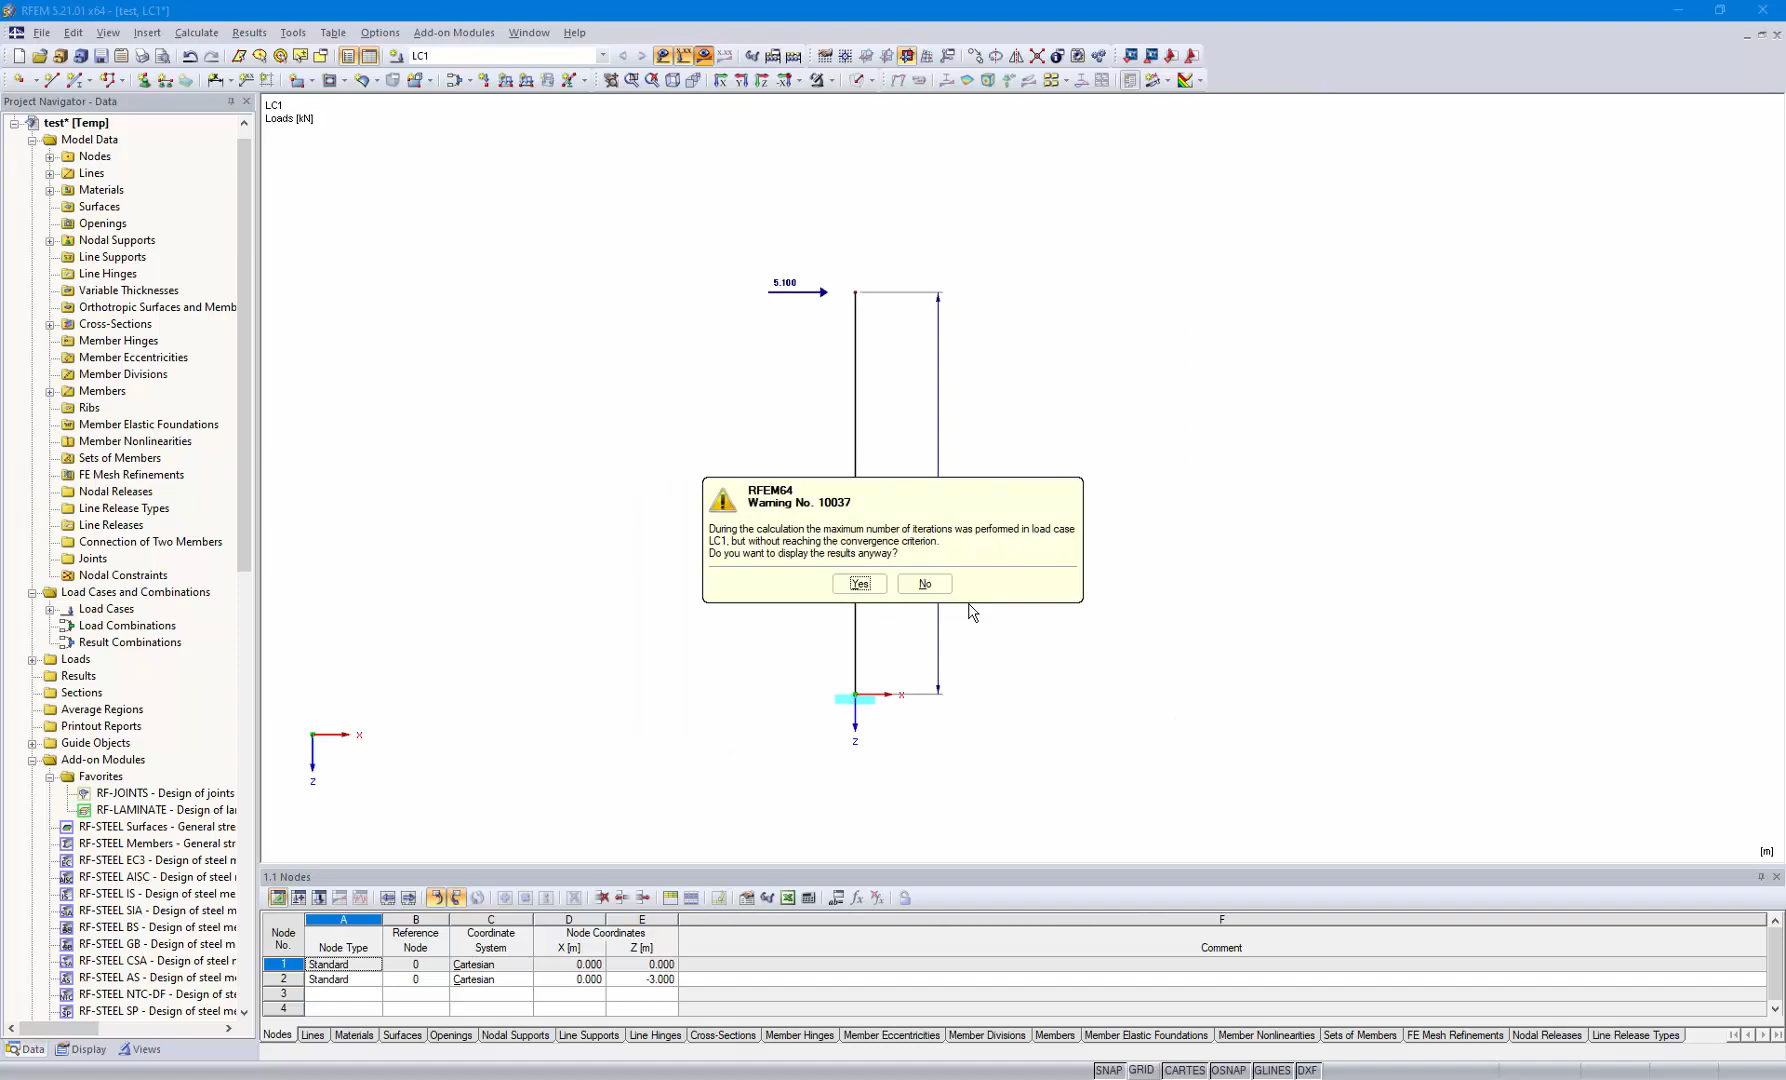 RFEM 5.21.01 x64 - [test, LC1*]
File Edit View Insert Calculate Results Tools Table Options Add-on Modules Window Help
LC1
Project Navigator - Data
test* [Temp]
Model Data
Nodes
Lines
Materials
Surfaces
Openings
Nodal Supports
Line Supports
Line Hinges
Variable Thicknesses
Orthotropic Surfaces and Memb
Cross-Sections
Member Hinges
Member Eccentricities
Member Divisions
Members
Ribs
Member Elastic Foundations
Member Nonlinearities
Sets of Members
FE Mesh Refinements
Nodal Releases
Line Release Types
Line Releases
Connection of Two Members
Joints
Nodal Constraints
Load Cases and Combinations
Load Cases
Load Combinations
Result Combinations
Loads
Results
Sections
Average Regions
Printout Reports
Guide Objects
Add-on Modules
Favorites
RF-JOINTS - Design of joints
RF-LAMINATE - Design of lar
RF-STEEL Surfaces - General stre
RF-STEEL Members - General str
RF-STEEL EC3 - Design of steel m
RF-STEEL AISC - Design of steel
RF-STEEL IS - Design of steel me
RF-STEEL SIA - Design of steel m
RF-STEEL BS - Design of steel me
RF-STEEL GB - Design of steel m
RF-STEEL CSA - Design of steel m
RF-STEEL AS - Design of steel me
RF-STEEL NTC-DF - Design of ste
RF-STEEL SP - Design of steel me
Data Display Views
LC1
Loads [kN]
5.100
RFEM64
Warning No. 10037
During the calculation the maximum number of iterations was performed in load case
LC1, but without reaching the convergence criterion.
Do you want to display the results anyway?
Yes No
X
Z
X
Z
[m]
1.1 Nodes
A B C D E F
Node Reference Coordinate Node Coordinates
No. Node Type Node System X [m] Z [m] Comment
1 Standard 0 Cartesian 0.000 0.000
2 Standard 0 Cartesian 0.000 -3.000
3
4
Nodes Lines Materials Surfaces Openings Nodal Supports Line Supports Line Hinges Cross-Sections Member Hinges Member Eccentricities Member Divisions Members Member Elastic Foundations Member Nonlinearities Sets of Members FE Mesh Refinements Nodal Releases Line Release Types
SNAP GRID CARTES OSNAP GLINES DXF